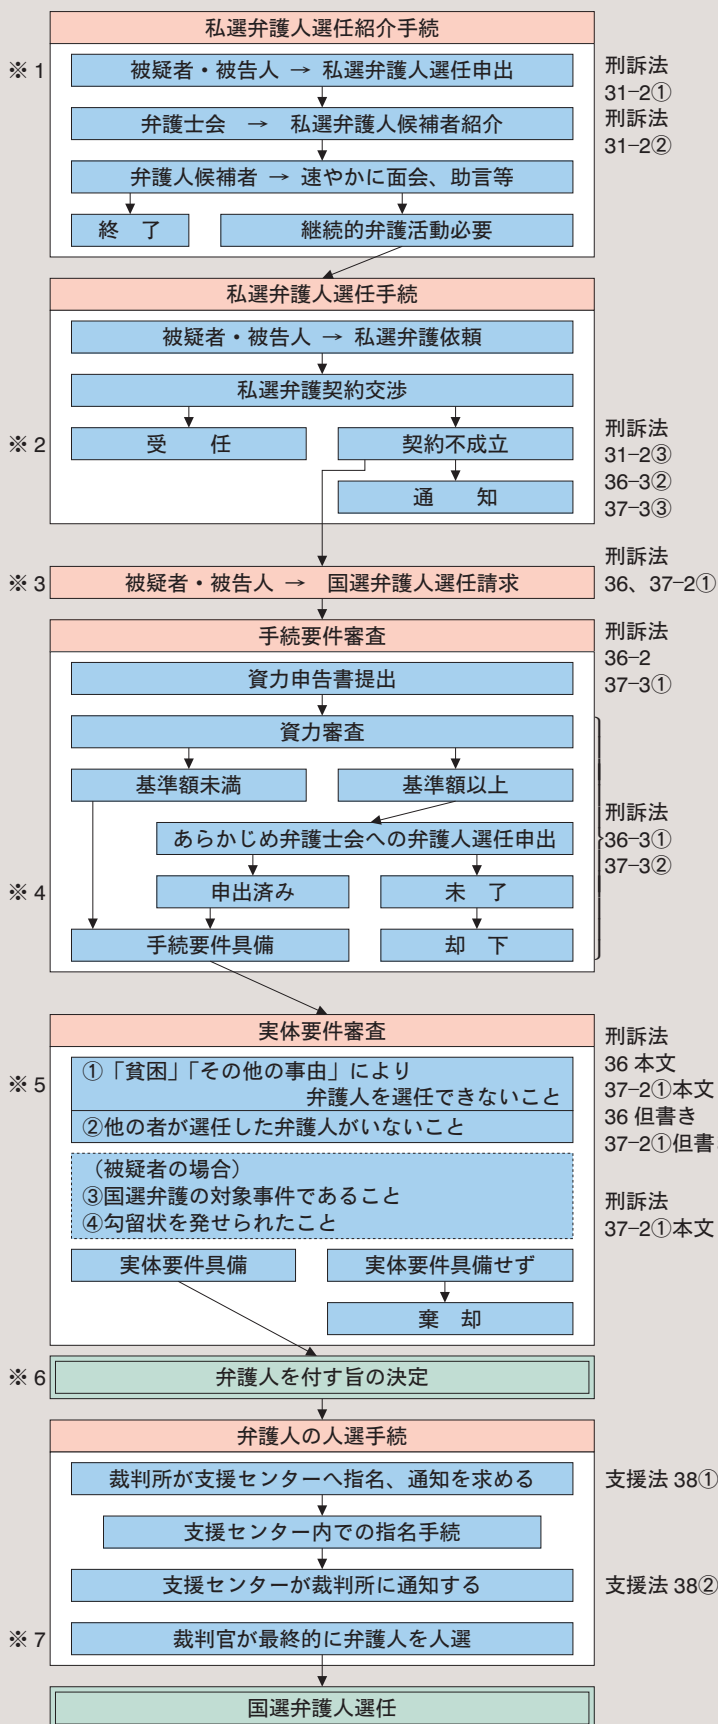 私選弁護人選任紹介手続
※ 1
被疑者・被告人 → 私選弁護人選任申出
刑訴法
31−2①
弁護士会 → 私選弁護人候補者紹介
刑訴法
31−2②
弁護人候補者 → 速やかに面会、助言等
終 了
継続的弁護活動必要
私選弁護人選任手続
被疑者・被告人 → 私選弁護依頼
私選弁護契約交渉
※ 2
受 任
契約不成立
通 知
刑訴法
31−2③
36−3②
37−3③
※ 3
被疑者・被告人 → 国選弁護人選任請求
刑訴法
36、37−2①
手続要件審査
刑訴法
36−2
37−3①
資力申告書提出
資力審査
基準額未満
基準額以上
あらかじめ弁護士会への弁護人選任申出
刑訴法
36−3①
37−3②
※ 4
申出済み
未 了
手続要件具備
却 下
実体要件審査
※ 5
①「貧困」「その他の事由」により
弁護人を選任できないこと
②他の者が選任した弁護人がいないこと
刑訴法
36 本文
37−2①本文
36 但書き
37−2①但書
（被疑者の場合）
③国選弁護の対象事件であること
④勾留状を発せられたこと
刑訴法
37−2①本文
実体要件具備
実体要件具備せず
棄 却
※ 6
弁護人を付す旨の決定
弁護人の人選手続
裁判所が支援センターへ指名、通知を求める
支援法 38①
支援センター内での指名手続
支援センターが裁判所に通知する
支援法 38②
※ 7
裁判官が最終的に弁護人を人選
国選弁護人選任